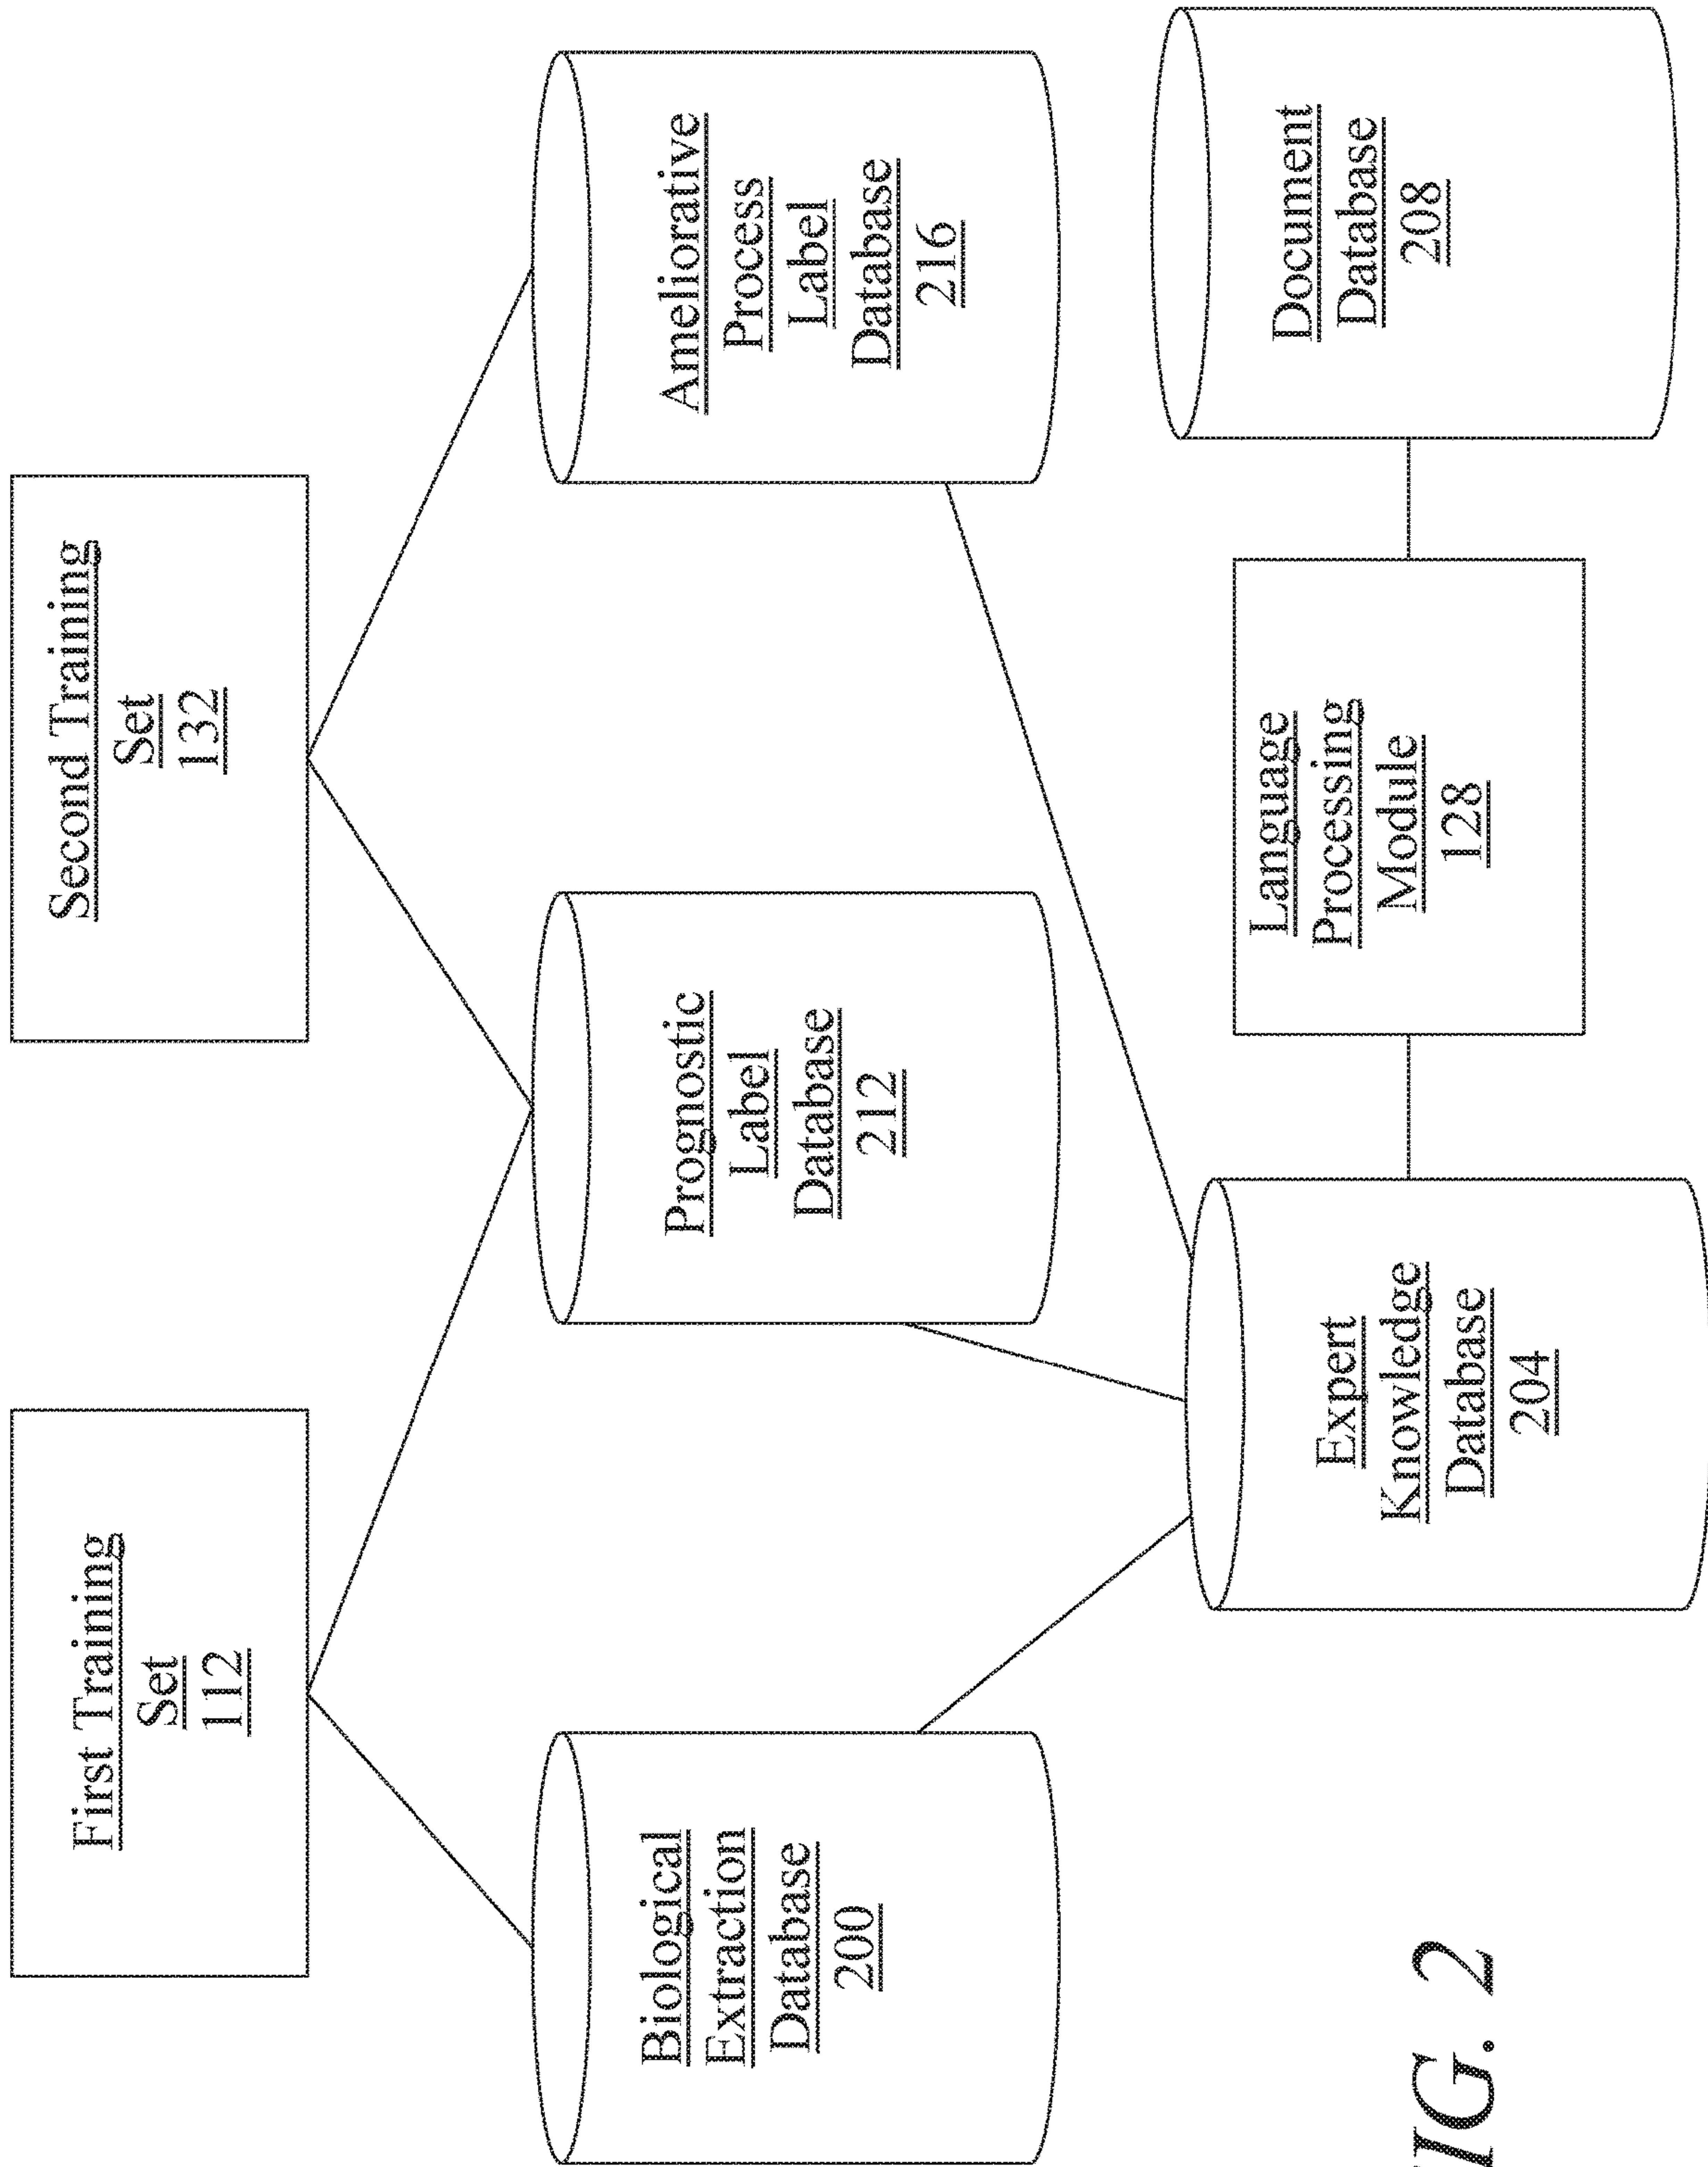 First Training
Set
112
Second Training
Set
132
Biological
Extraction
Database
200
Prognostic
Label
Database
212
Ameliorative
Process
Label
Database
216
Expert
Knowledge
Database
204
Language
Processing
Module
128
Document
Database
208
IG. 2